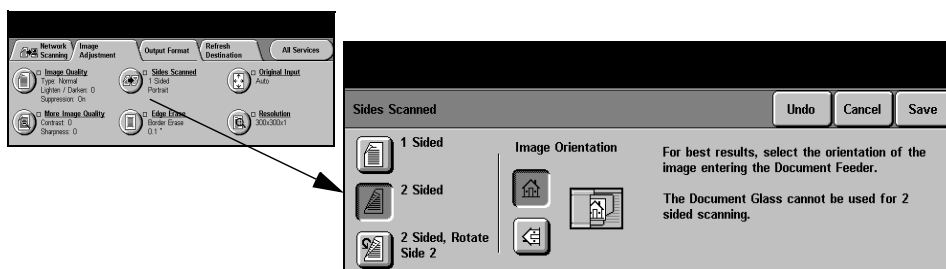 Network Scanning
Image Adjustment
Output Format
Refresh Destination
All Services
Image Quality
Type: Normal
Lighten / Darken: 0
Suppression: On
Sides Scanned
1 Sided
Portrait
Original Input
Auto
More Image Quality
Contrast: 0
Sharpness: 0
Edge Erase
Border Erase
0.1 "
Resolution
300x300x1
Sides Scanned
Undo
Cancel
Save
1 Sided
2 Sided
2 Sided, Rotate
Side 2
Image Orientation
For best results, select the orientation of the
image entering the Document Feeder.
The Document Glass cannot be used for 2
sided scanning.